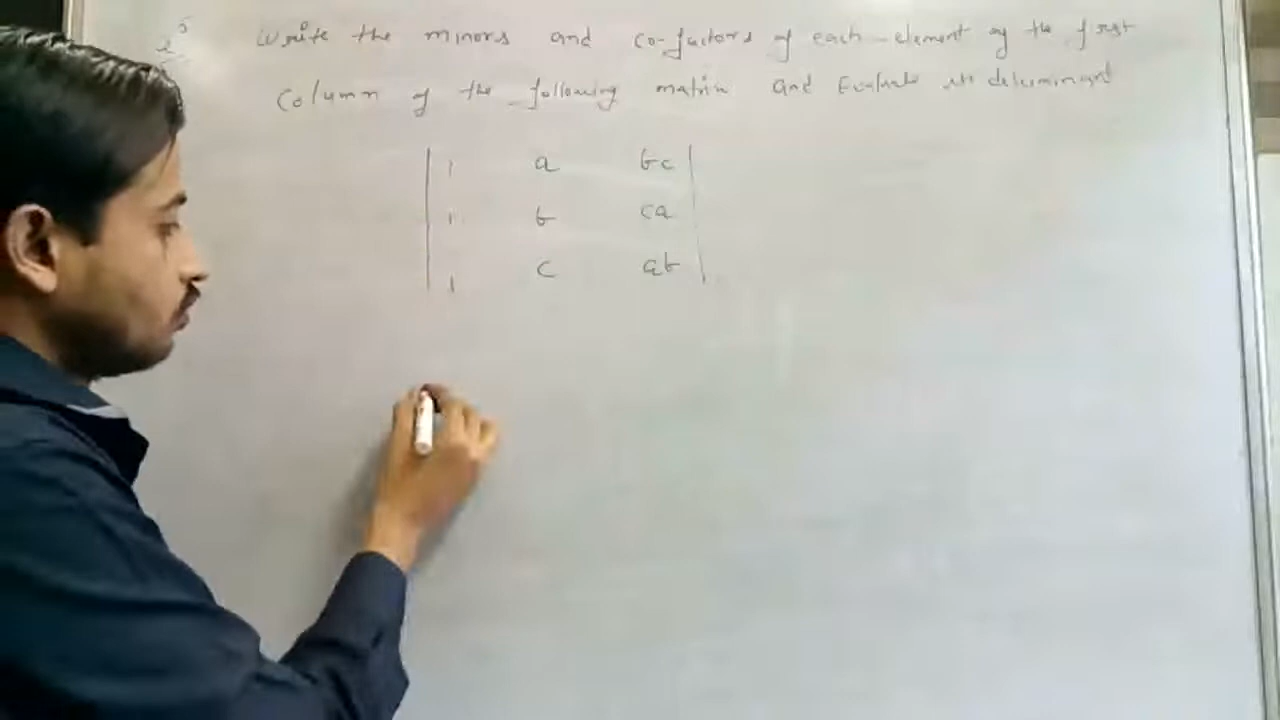 Write the minors and co-factors of each element of the first
Column of the following matrix and Evaluate its determinant
1 a bc
1 b ca
1 c ab